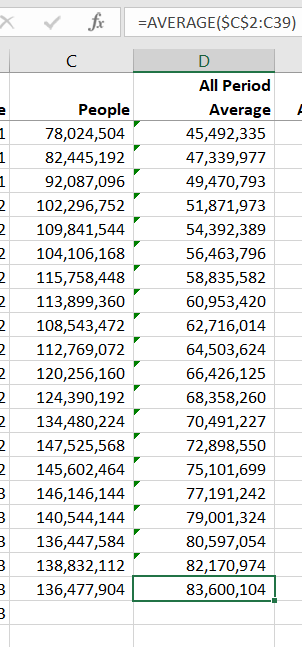 fx =AVERAGE($C$2:C39)
C D
All Period
People Average
1 78,024,504 45,492,335
1 82,445,192 47,339,977
1 92,087,096 49,470,793
2 102,296,752 51,871,973
2 109,841,544 54,392,389
2 104,106,168 56,463,796
2 115,758,448 58,835,582
2 113,899,360 60,953,420
2 108,543,472 62,716,014
2 112,769,072 64,503,624
2 120,256,160 66,426,125
2 124,390,192 68,358,260
2 134,480,224 70,491,227
2 147,525,568 72,898,550
2 145,602,464 75,101,699
3 146,146,144 77,191,242
3 140,544,144 79,001,324
3 136,447,584 80,597,054
3 138,832,112 82,170,974
3 136,477,904 83,600,104
3